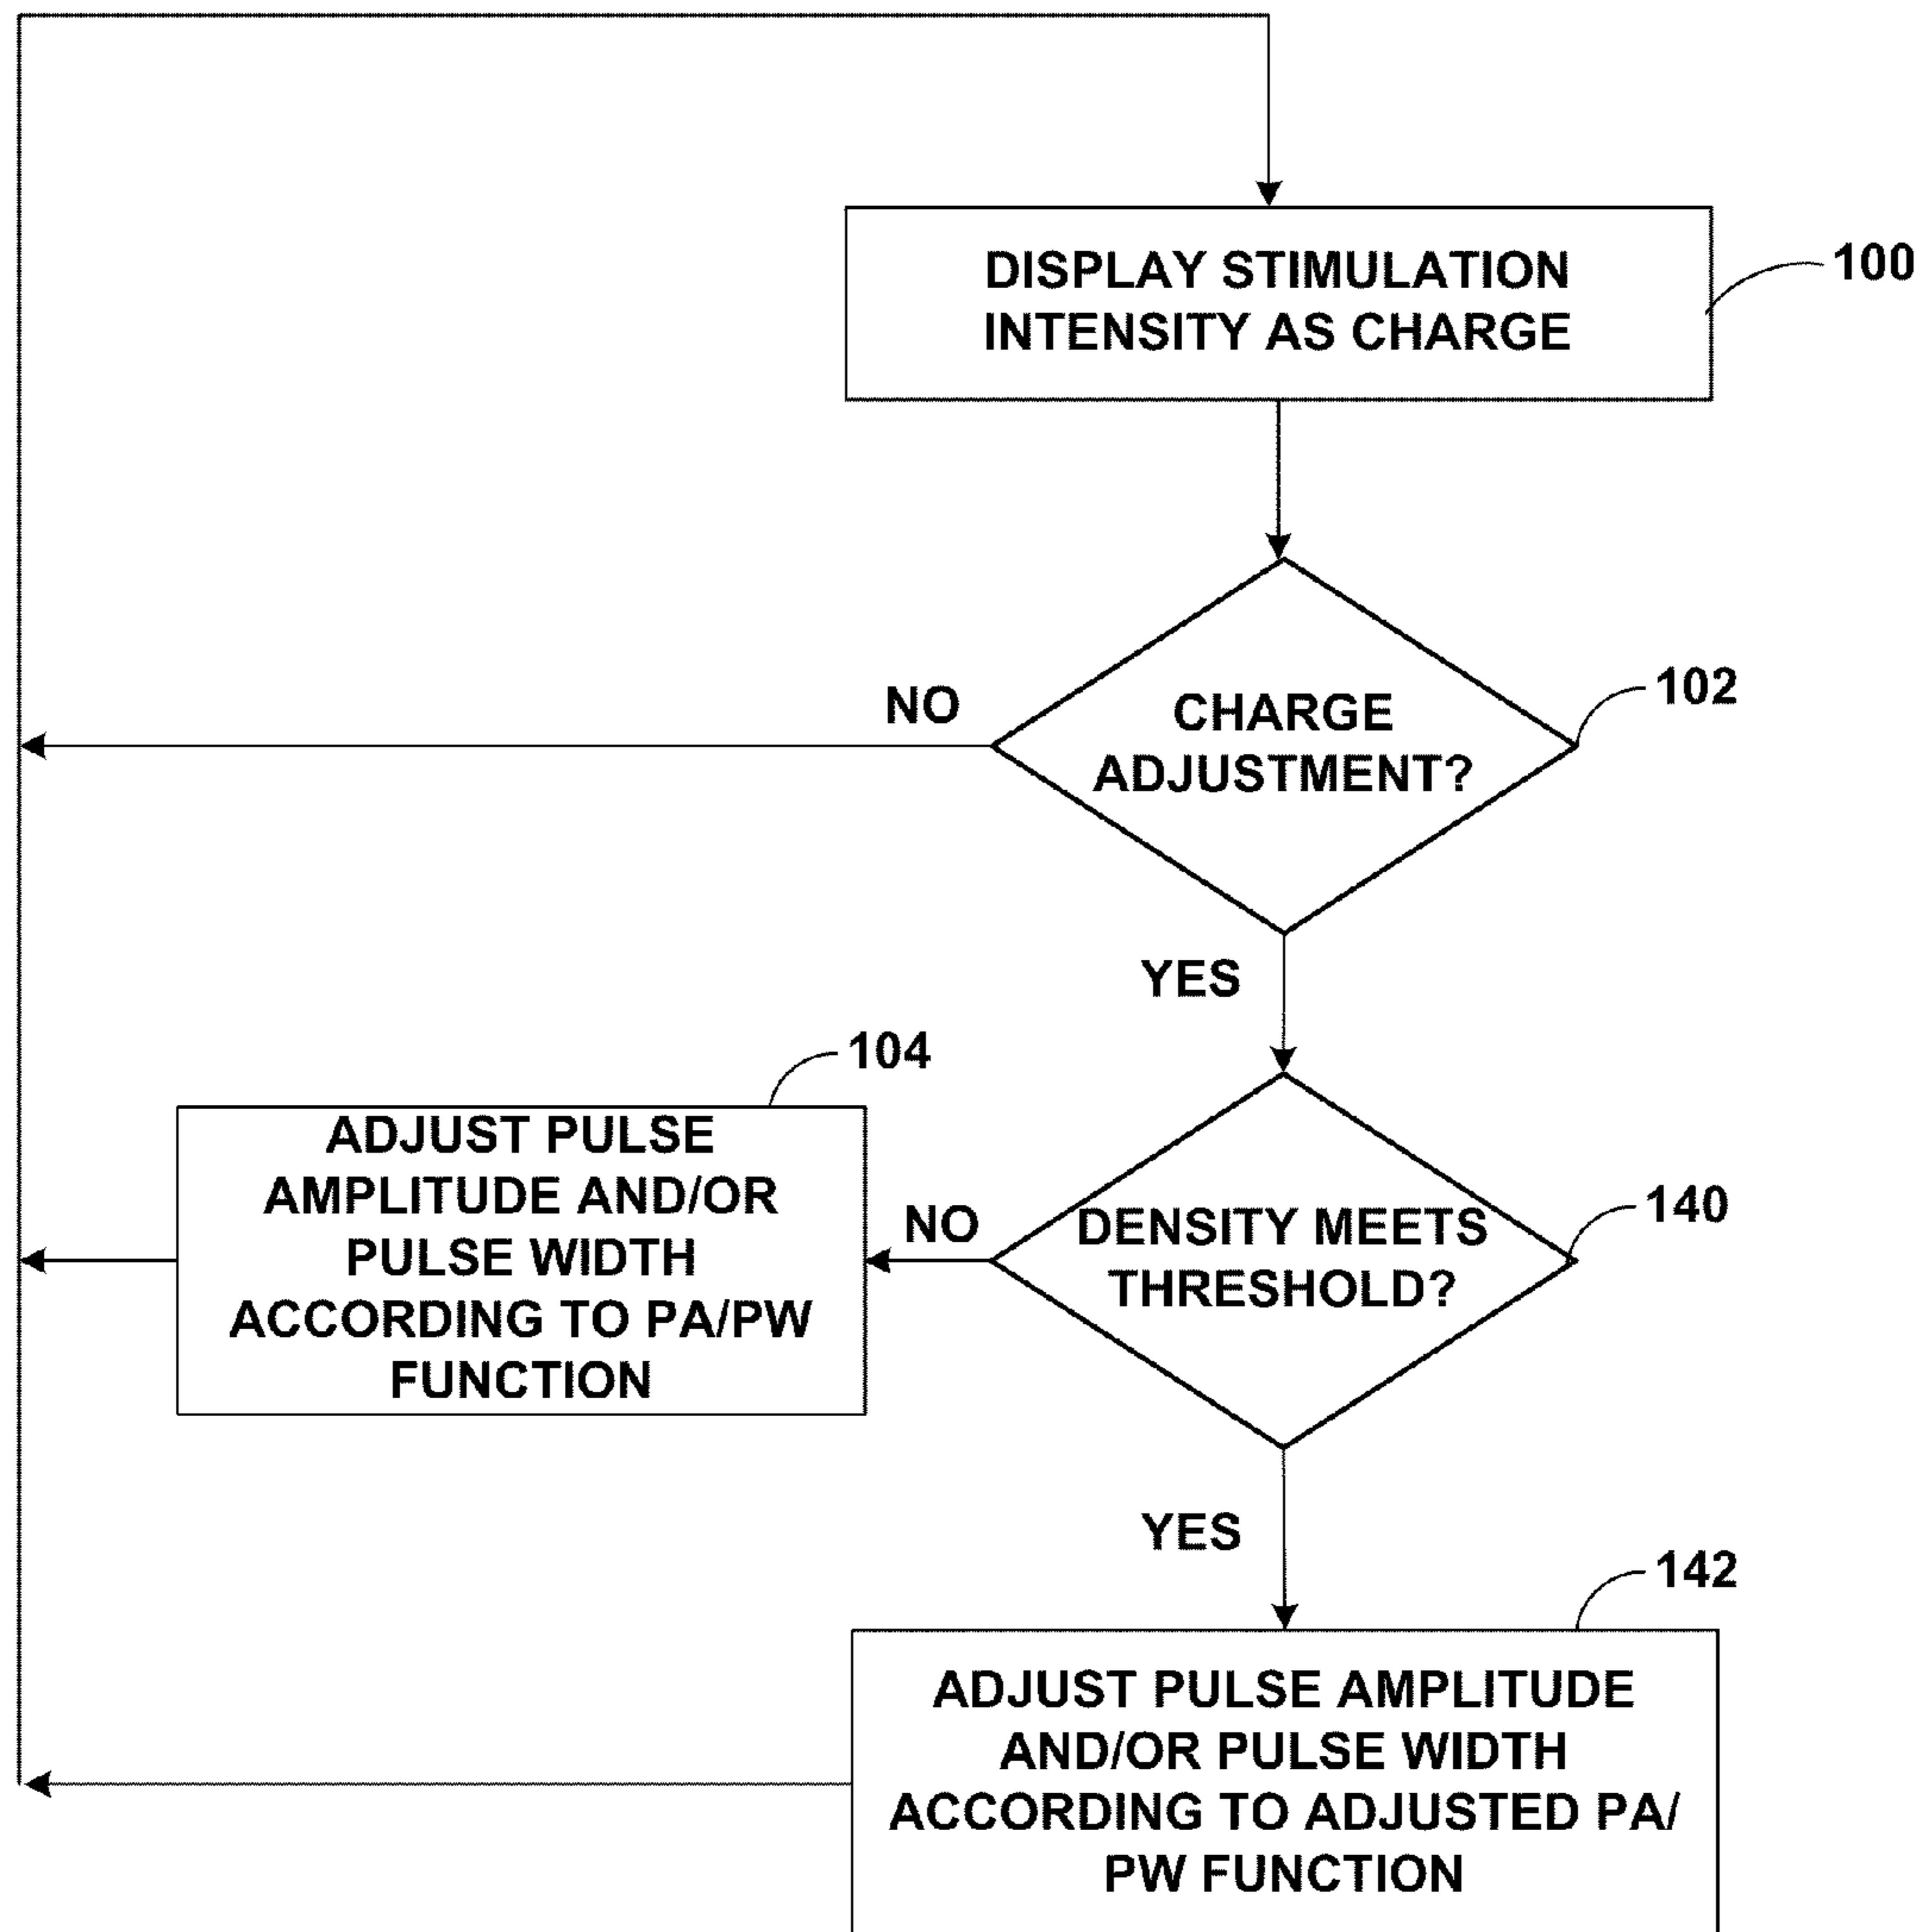 DISPLAY STIMULATION
INTENSITY AS CHARGE
100
CHARGE
ADJUSTMENT?
102
NO
YES
104
ADJUST PULSE
AMPLITUDE AND/OR
PULSE WIDTH
ACCORDING TO PA/PW
FUNCTION
NO
DENSITY MEETS
THRESHOLD?
140
YES
142
ADJUST PULSE AMPLITUDE
AND/OR PULSE WIDTH
ACCORDING TO ADJUSTED PA/
PW FUNCTION